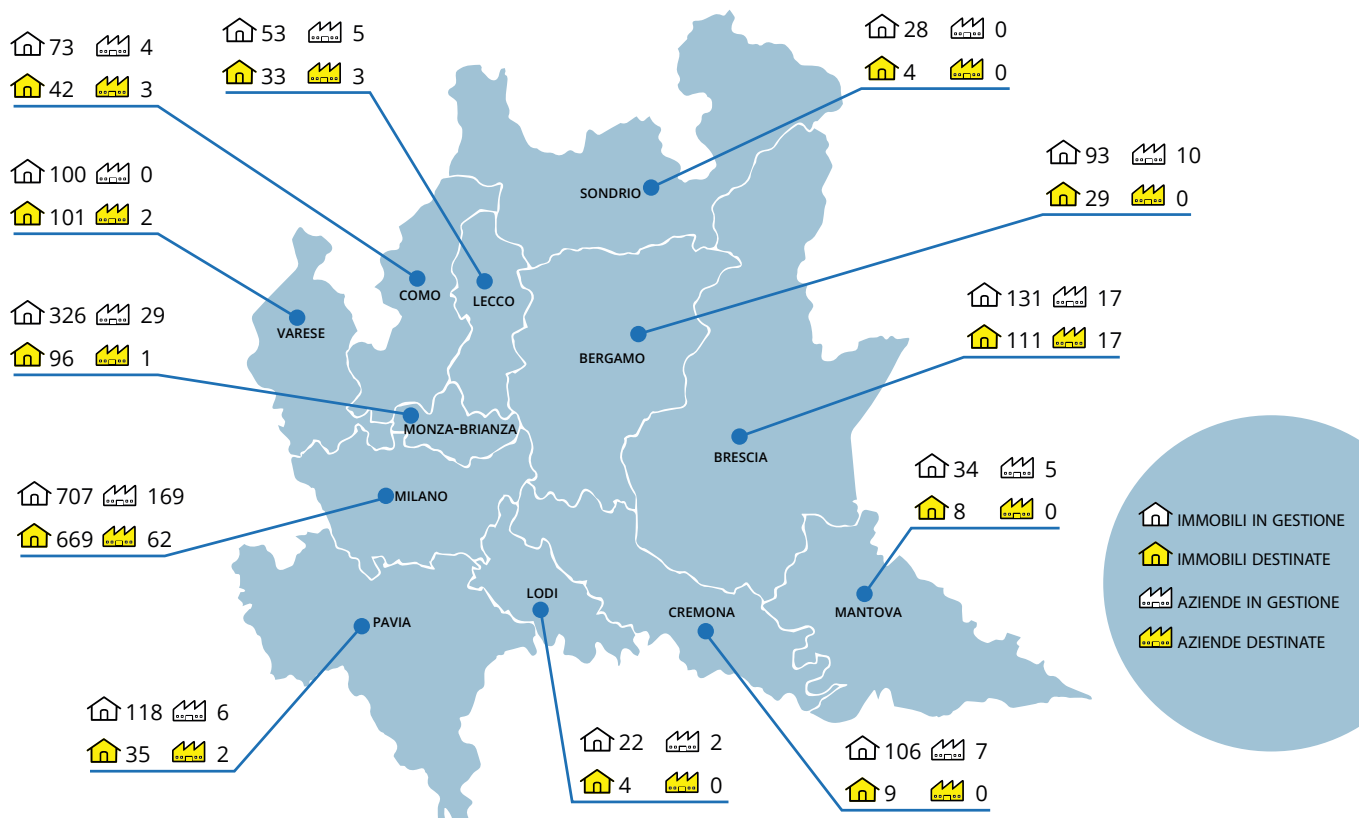 73 4
42 3
53 5
33 3
28 0
4 0
93 10
29 0
100 0
101 2
131 17
111 17
326 29
96 1
34 5
8 0
707 169
669 62
118 6
35 2
22 2
4 0
106 7
9 0
SONDRIO
COMO
LECCO
VARESE
BERGAMO
MONZA-BRIANZA
BRESCIA
MILANO
LODI
CREMONA
MANTOVA
PAVIA
IMMOBILI IN GESTIONE
IMMOBILI DESTINATE
AZIENDE IN GESTIONE
AZIENDE DESTINATE